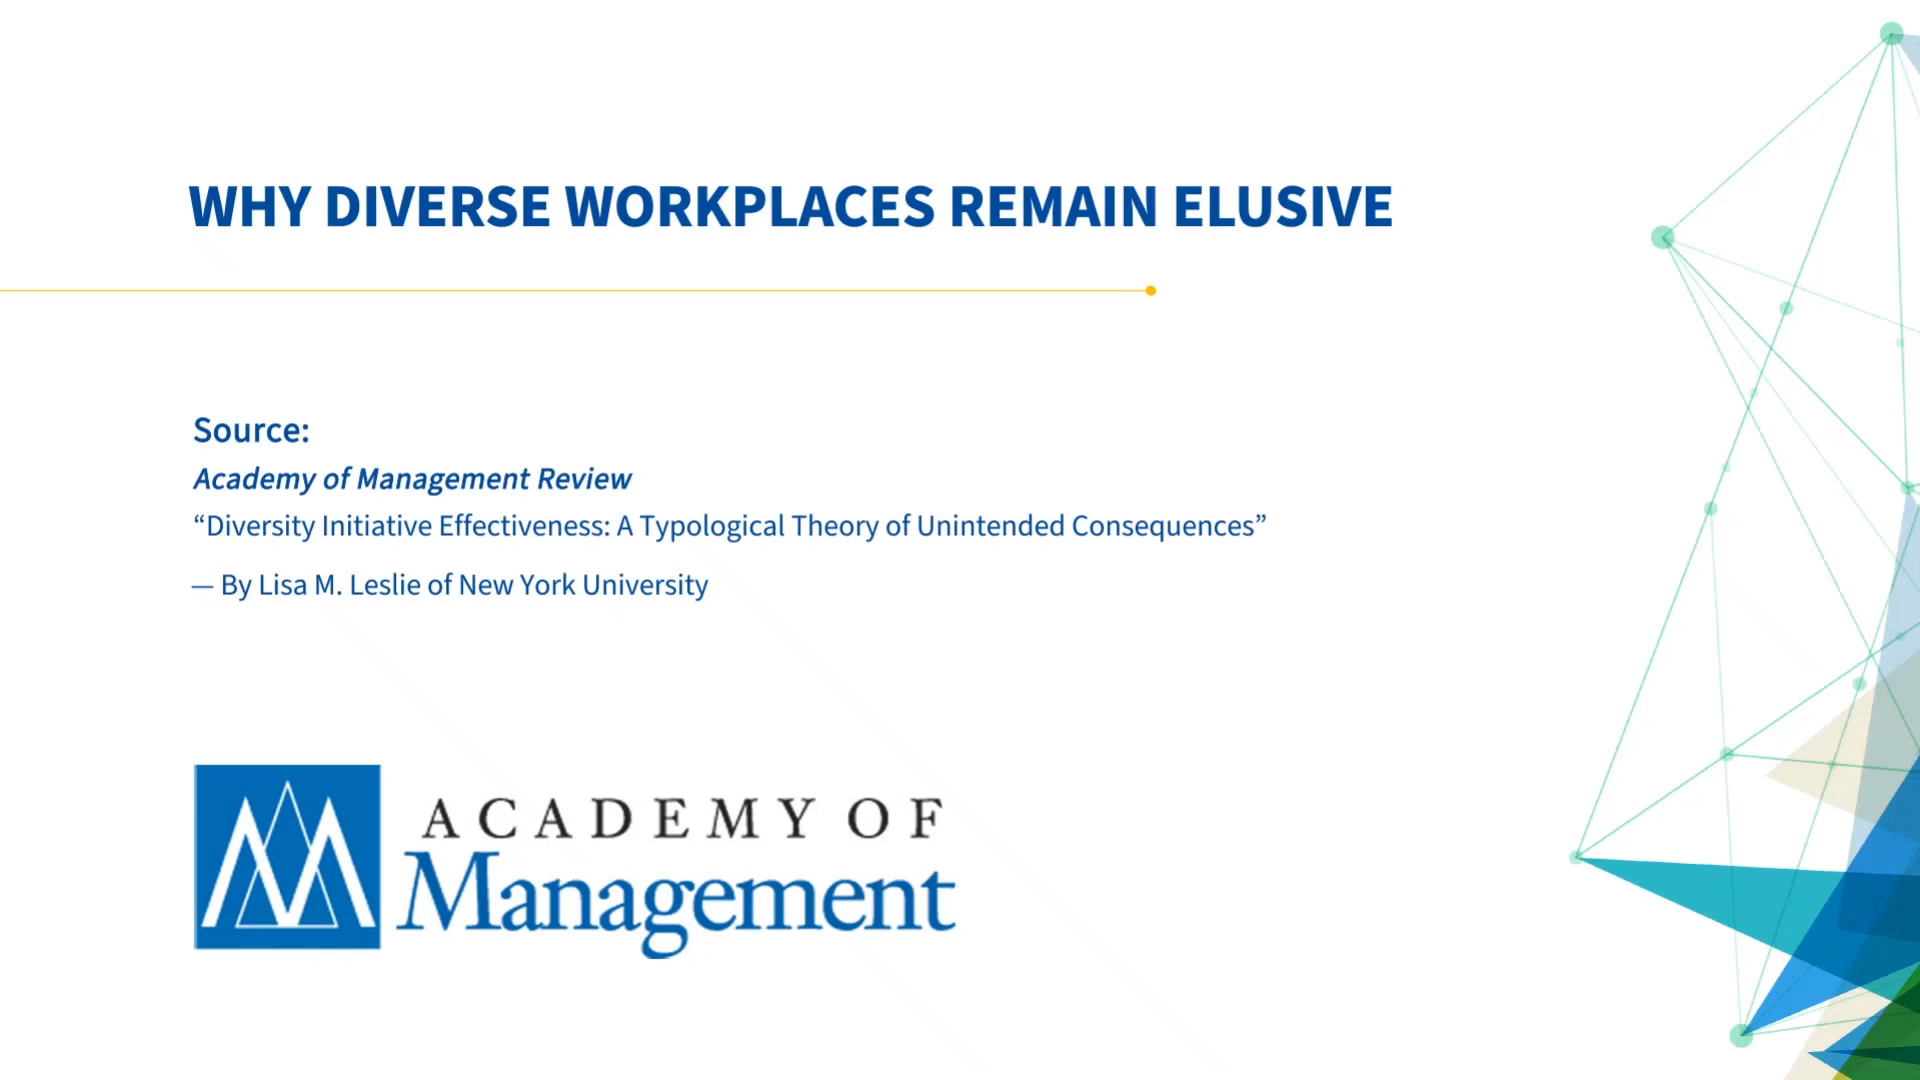 WHY DIVERSE WORKPLACES REMAIN ELUSIVE
Source:
Academy of Management Review
“Diversity Initiative Effectiveness: A Typological Theory of Unintended Consequences”
— By Lisa M. Leslie of New York University
ACADEMY OF
Management